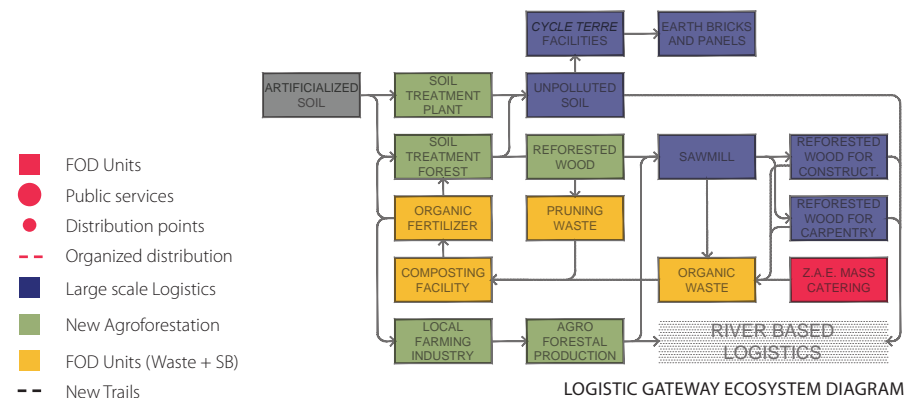 CYCLE TERRE
FACILITIES
EARTH BRICKS
AND PANELS
ARTIFICIALIZED
SOIL
SOIL
TREATMENT
PLANT
UNPOLLUTED
SOIL
SOIL
TREATMENT
FOREST
REFORESTED
WOOD
SAWMILL
REFORESTED
WOOD FOR
CONSTRUCT.
ORGANIC
FERTILIZER
PRUNING
WASTE
REFORESTED
WOOD FOR
CARPENTRY
COMPOSTING
FACILITY
ORGANIC
WASTE
Z.A.E. MASS
CATERING
LOCAL
FARMING
INDUSTRY
AGRO
FORESTAL
PRODUCTION
RIVER BASED
LOGISTICS
FOD Units
Public services
Distribution points
Organized distribution
Large scale Logistics
New Agroforestation
FOD Units (Waste + SB)
New Trails
LOGISTIC GATEWAY ECOSYSTEM DIAGRAM